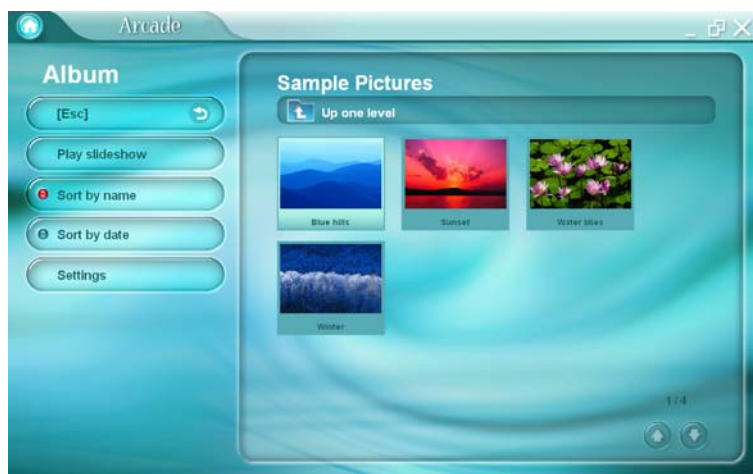 Arcade
Album
[Esc]
Play slideshow
Sort by name
Sort by date
Settings
Sample Pictures
Up one level
Blue hills
Sunset
Water lilies
Winter
1 / 4